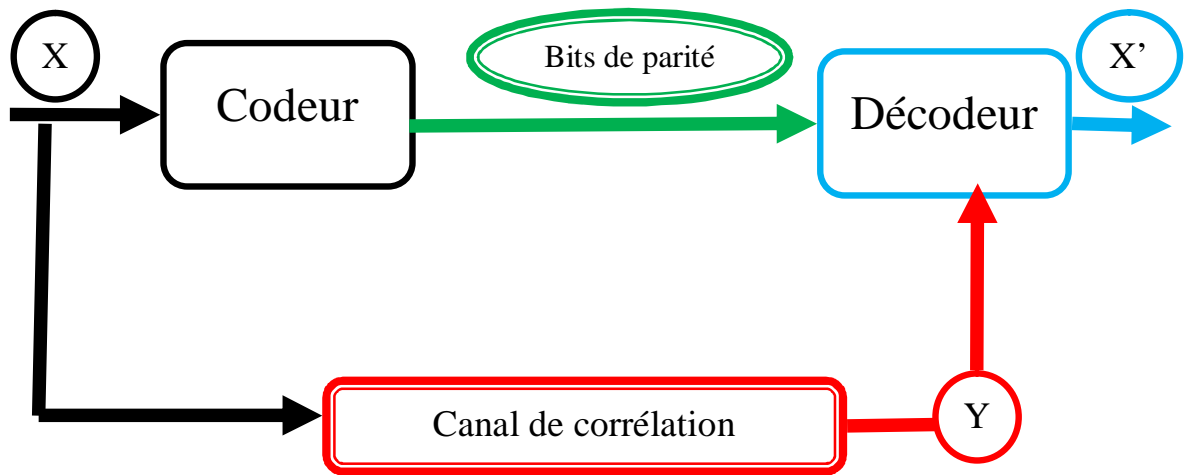 X
Codeur
Bits de parité
Décodeur
X’
Canal de corrélation
Y